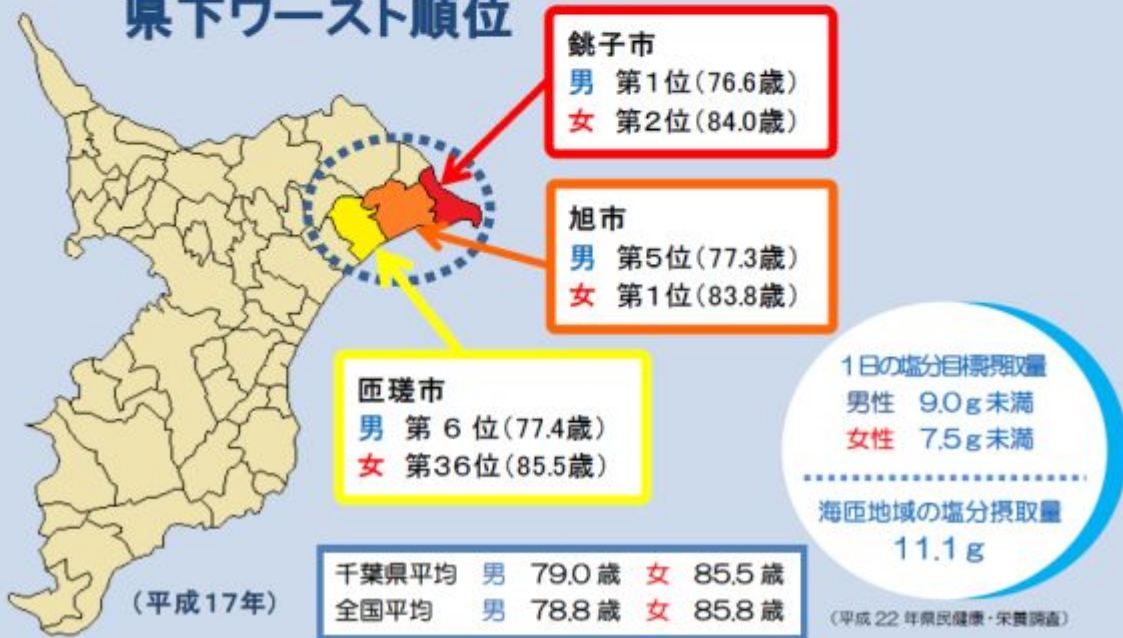 県下ワースト順位
銚子市
男 第1位(76.6歳)
女 第2位(84.0歳)
旭市
男 第5位(77.3歳)
女 第1位(83.8歳)
匝瑳市
男 第 6 位(77.4歳)
女 第36位(85.5歳)
1日の塩分目標摂取量
男性 9.0g未満
女性 7.5g未満
海匝地域の塩分摂取量
11.1g
千葉県平均 男 79.0歳 女 85.5歳
全国平均 男 78.8歳 女 85.8歳
(平成17年)
(平成 22 年県民健康・栄養調査)